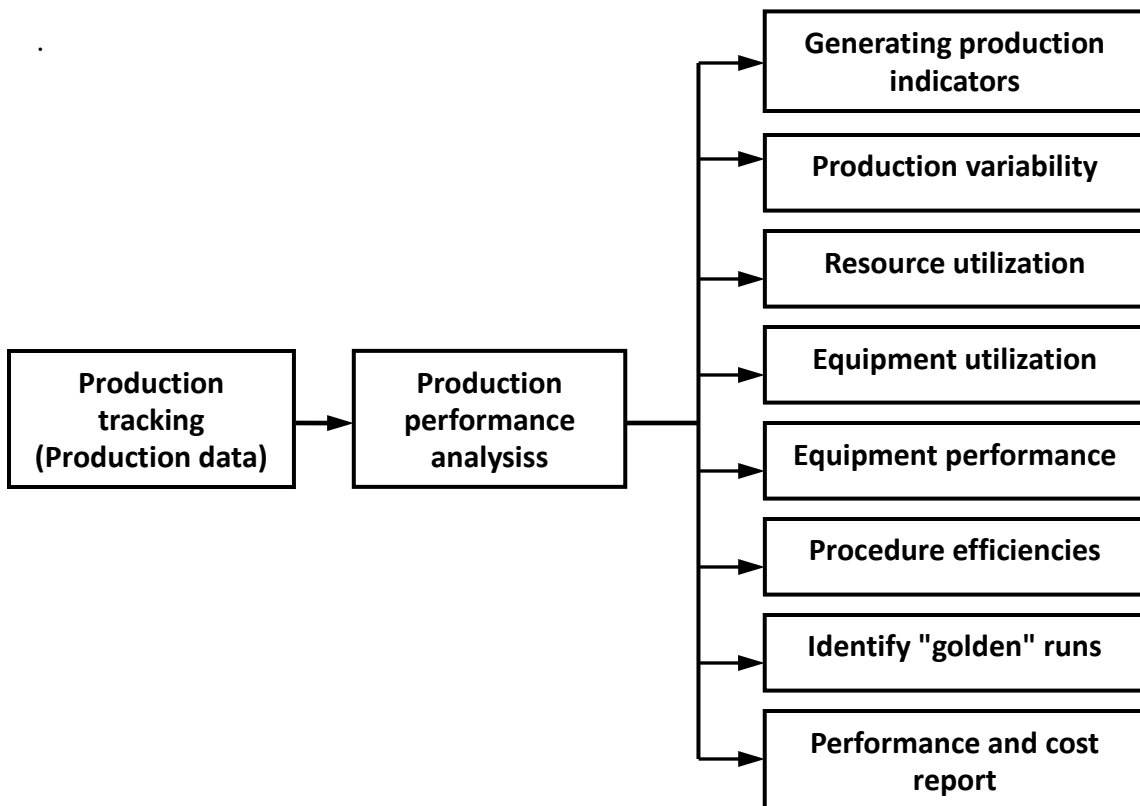 .
Generating production
indicators
Production variability
Resource utilization
Equipment utilization
Production
tracking
(Production data)
Production
performance
analysiss
Equipment performance
Procedure efficiencies
Identify "golden" runs
Performance and cost
report